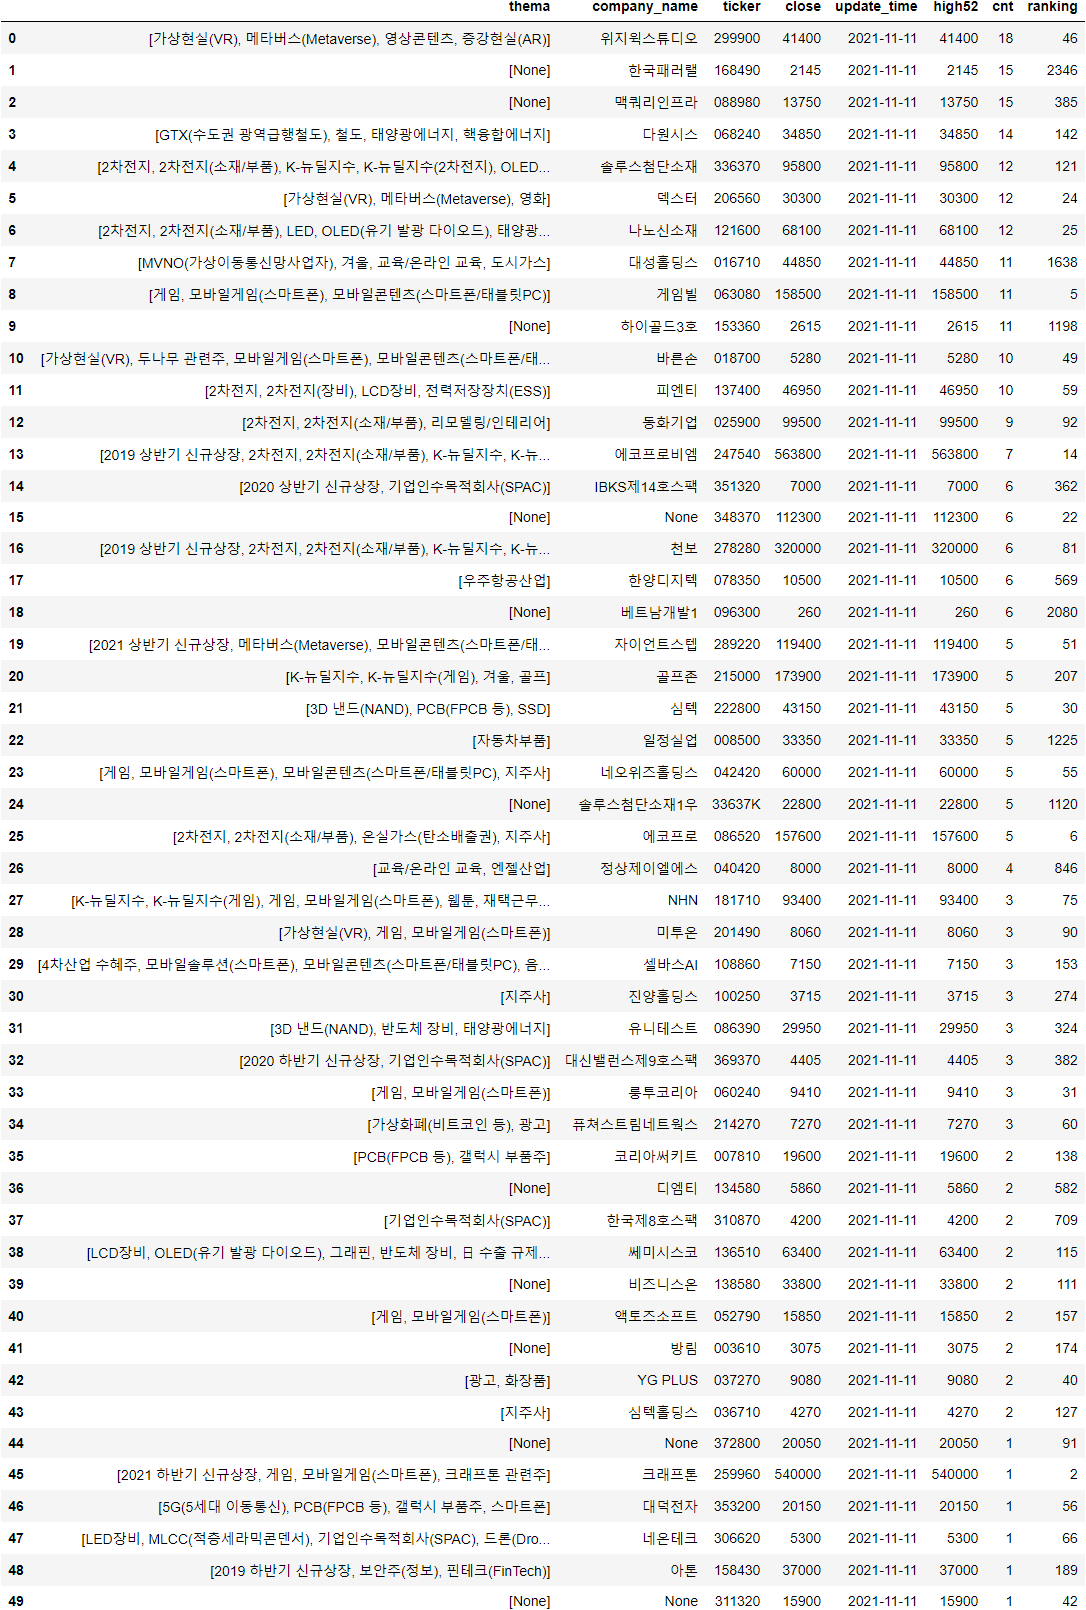 thema company_name ticker close update_time high52 cnt ranking
0 [가상현실(VR), 메타버스(Metaverse), 영상콘텐츠, 증강현실(AR)] 위지윅스튜디오 299900 41400 2021-11-11 41400 18 46
1 [None] 한국패러랠 168490 2145 2021-11-11 2145 15 2346
2 [None] 맥쿼리인프라 088980 13750 2021-11-11 13750 15 385
3 [GTX(수도권 광역급행철도), 철도, 태양광에너지, 핵융합에너지] 다원시스 068240 34850 2021-11-11 34850 14 142
4 [2차전지, 2차전지(소재/부품), K-뉴딜지수, K-뉴딜지수(2차전지), OLED... 솔루스첨단소재 336370 95800 2021-11-11 95800 12 121
5 [가상현실(VR), 메타버스(Metaverse), 영화] 덱스터 206560 30300 2021-11-11 30300 12 24
6 [2차전지, 2차전지(소재/부품), LED, OLED(유기 발광 다이오드), 태양광... 나노신소재 121600 68100 2021-11-11 68100 12 25
7 [MVNO(가상이동통신망사업자), 겨울, 교육/온라인 교육, 도시가스] 대성홀딩스 016710 44850 2021-11-11 44850 11 1638
8 [게임, 모바일게임(스마트폰), 모바일콘텐츠(스마트폰/태블릿PC)] 게임빌 063080 158500 2021-11-11 158500 11 5
9 [None] 하이골드3호 153360 2615 2021-11-11 2615 11 1198
10 [가상현실(VR), 두나무 관련주, 모바일게임(스마트폰), 모바일콘텐츠(스마트폰/태... 바른손 018700 5280 2021-11-11 5280 10 49
11 [2차전지, 2차전지(장비), LCD장비, 전력저장장치(ESS)] 피엔티 137400 46950 2021-11-11 46950 10 59
12 [2차전지, 2차전지(소재/부품), 리모델링/인테리어] 동화기업 025900 99500 2021-11-11 99500 9 92
13 [2019 상반기 신규상장, 2차전지, 2차전지(소재/부품), K-뉴딜지수, K-뉴... 에코프로비엠 247540 563800 2021-11-11 563800 7 14
14 [2020 상반기 신규상장, 기업인수목적회사(SPAC)] IBKS제14호스팩 351320 7000 2021-11-11 7000 6 362
15 [None] None 348370 112300 2021-11-11 112300 6 22
16 [2019 상반기 신규상장, 2차전지, 2차전지(소재/부품), K-뉴딜지수, K-뉴... 천보 278280 320000 2021-11-11 320000 6 81
17 [우주항공산업] 한양디지텍 078350 10500 2021-11-11 10500 6 569
18 [None] 베트남개발1 096300 260 2021-11-11 260 6 2080
19 [2021 상반기 신규상장, 메타버스(Metaverse), 모바일콘텐츠(스마트폰/태... 자이언트스텝 289220 119400 2021-11-11 119400 5 51
20 [K-뉴딜지수, K-뉴딜지수(게임), 겨울, 골프] 골프존 215000 173900 2021-11-11 173900 5 207
21 [3D 낸드(NAND), PCB(FPCB 등), SSD] 심텍 222800 43150 2021-11-11 43150 5 30
22 [자동차부품] 일정실업 008500 33350 2021-11-11 33350 5 1225
23 [게임, 모바일게임(스마트폰), 모바일콘텐츠(스마트폰/태블릿PC), 지주사] 네오위즈홀딩스 042420 60000 2021-11-11 60000 5 55
24 [None] 솔루스첨단소재1우 33637K 22800 2021-11-11 22800 5 1120
25 [2차전지, 2차전지(소재/부품), 온실가스(탄소배출권), 지주사] 에코프로 086520 157600 2021-11-11 157600 5 6
26 [교육/온라인 교육, 엔젤산업] 정상제이엘에스 040420 8000 2021-11-11 8000 4 846
27 [K-뉴딜지수, K-뉴딜지수(게임), 게임, 모바일게임(스마트폰), 웹툰, 재택근무... NHN 181710 93400 2021-11-11 93400 3 75
28 [가상현실(VR), 게임, 모바일게임(스마트폰)] 미투온 201490 8060 2021-11-11 8060 3 90
29 [4차산업 수혜주, 모바일솔루션(스마트폰), 모바일콘텐츠(스마트폰/태블릿PC), 음... 셀바스AI 108860 7150 2021-11-11 7150 3 153
30 [지주사] 진양홀딩스 100250 3715 2021-11-11 3715 3 274
31 [3D 낸드(NAND), 반도체 장비, 태양광에너지] 유니테스트 086390 29950 2021-11-11 29950 3 324
32 [2020 하반기 신규상장, 기업인수목적회사(SPAC)] 대신밸런스제9호스팩 369370 4405 2021-11-11 4405 3 382
33 [게임, 모바일게임(스마트폰)] 룽투코리아 060240 9410 2021-11-11 9410 3 31
34 [가상화폐(비트코인 등), 광고] 퓨쳐스트림네트웍스 214270 7270 2021-11-11 7270 3 60
35 [PCB(FPCB 등), 갤럭시 부품주] 코리아써키트 007810 19600 2021-11-11 19600 2 138
36 [None] 디엠티 134580 5860 2021-11-11 5860 2 582
37 [기업인수목적회사(SPAC)] 한국제8호스팩 310870 4200 2021-11-11 4200 2 709
38 [LCD장비, OLED(유기 발광 다이오드), 그래핀, 반도체 장비, 日 수출 규제... 쎄미시스코 136510 63400 2021-11-11 63400 2 115
39 [None] 비즈니스온 138580 33800 2021-11-11 33800 2 111
40 [게임, 모바일게임(스마트폰)] 액토즈소프트 052790 15850 2021-11-11 15850 2 157
41 [None] 방림 003610 3075 2021-11-11 3075 2 174
42 [광고, 화장품] YG PLUS 037270 9080 2021-11-11 9080 2 40
43 [지주사] 심텍홀딩스 036710 4270 2021-11-11 4270 2 127
44 [None] None 372800 20050 2021-11-11 20050 1 91
45 [2021 하반기 신규상장, 게임, 모바일게임(스마트폰), 크래프톤 관련주] 크래프톤 259960 540000 2021-11-11 540000 1 2
46 [5G(5세대 이동통신), PCB(FPCB 등), 갤럭시 부품주, 스마트폰] 대덕전자 353200 20150 2021-11-11 20150 1 56
47 [LED장비, MLCC(적층세라믹콘덴서), 기업인수목적회사(SPAC), 드론(Dro... 네온테크 306620 5300 2021-11-11 5300 1 66
48 [2019 하반기 신규상장, 보안주(정보), 핀테크(FinTech)] 아톤 158430 37000 2021-11-11 37000 1 189
49 [None] None 311320 15900 2021-11-11 15900 1 42